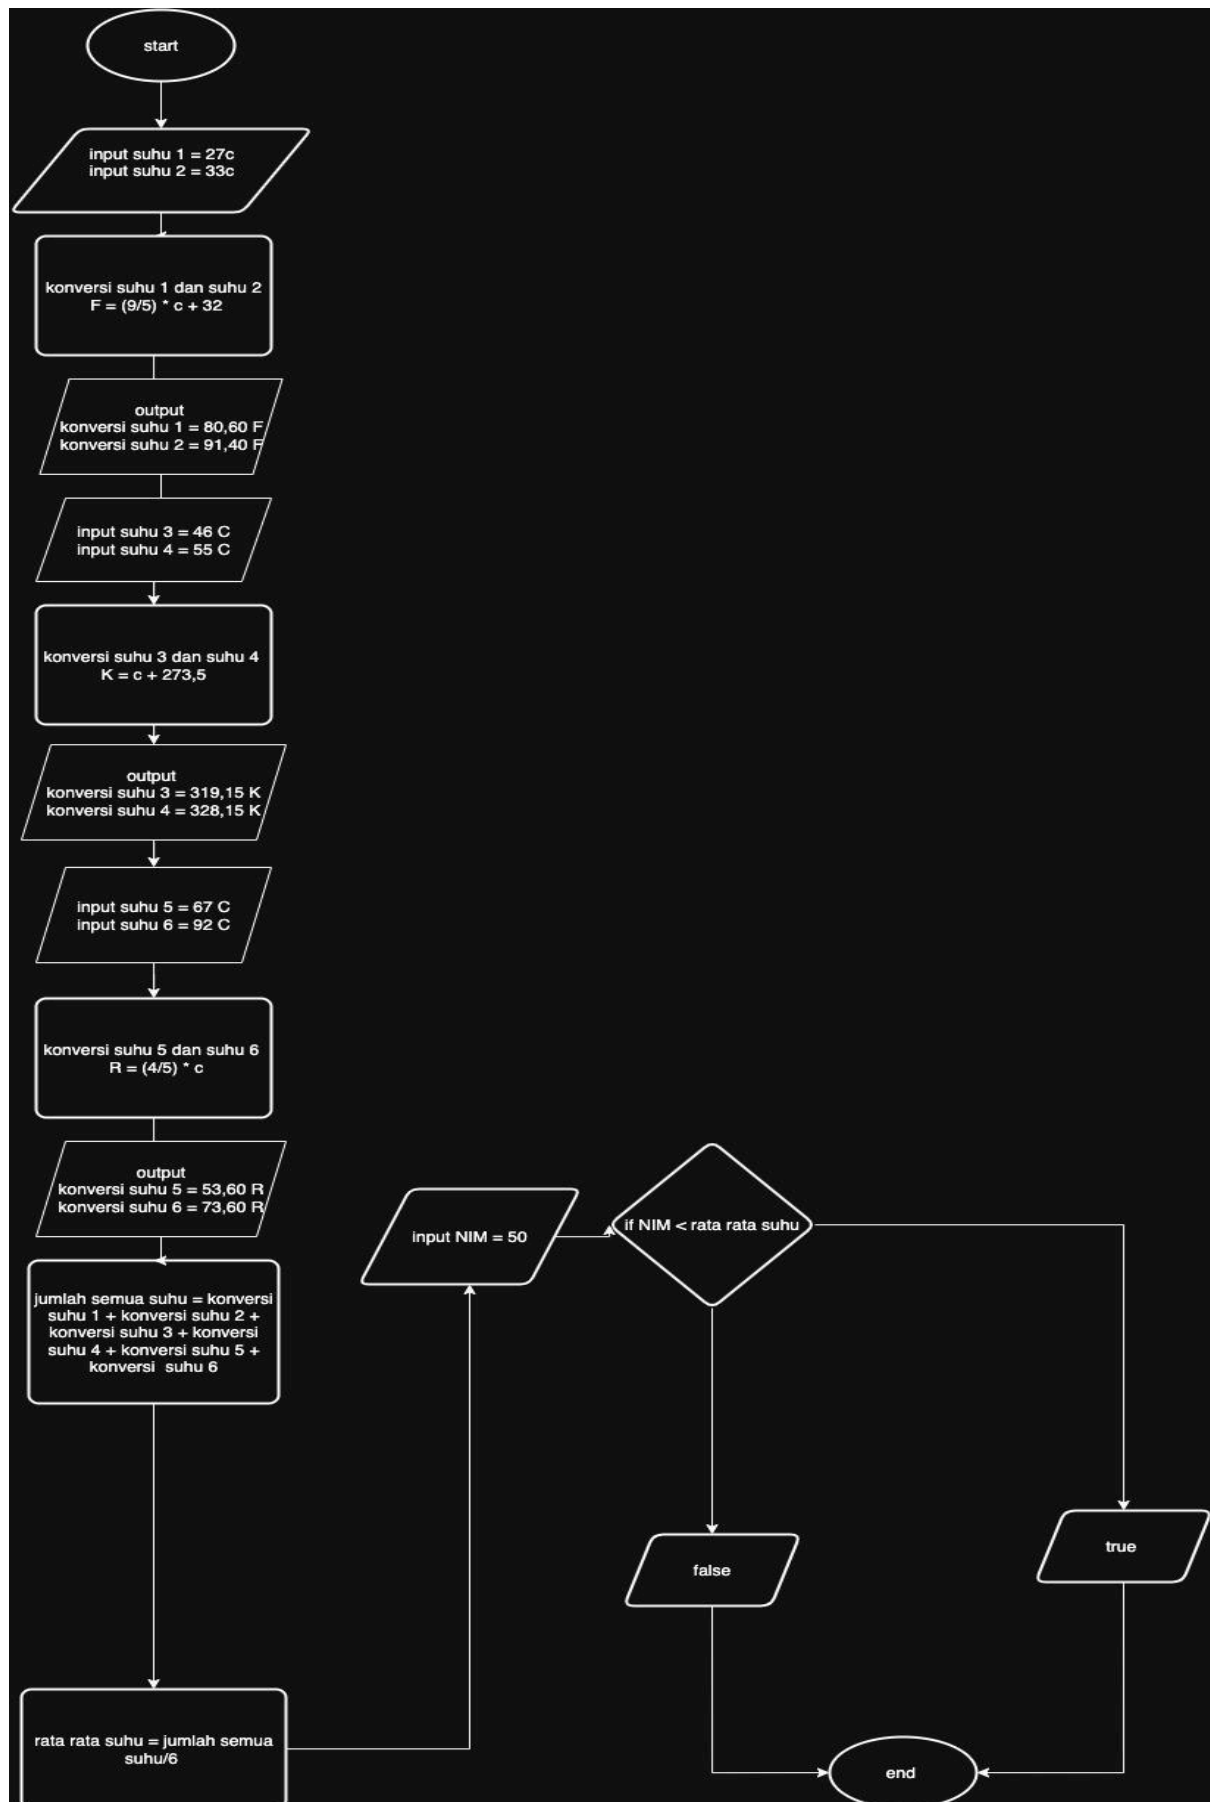 start
input suhu 1 = 27c
input suhu 2 = 33c
konversi suhu 1 dan suhu 2
F = (9/5) * c + 32
output
konversi suhu 1 = 80,60 F
konversi suhu 2 = 91,40 F
input suhu 3 = 46 C
input suhu 4 = 55 C
konversi suhu 3 dan suhu 4
K = c + 273,5
output
konversi suhu 3 = 319,15 K
konversi suhu 4 = 328,15 K
input suhu 5 = 67 C
input suhu 6 = 92 C
konversi suhu 5 dan suhu 6
R = (4/5) * c
output
konversi suhu 5 = 53,60 R
konversi suhu 6 = 73,60 R
jumlah semua suhu = konversi
suhu 1 + konversi suhu 2 +
konversi suhu 3 + konversi
suhu 4 + konversi suhu 5 +
konversi suhu 6
rata rata suhu = jumlah semua
suhu/6
input NIM = 50
if NIM < rata rata suhu
false
true
end